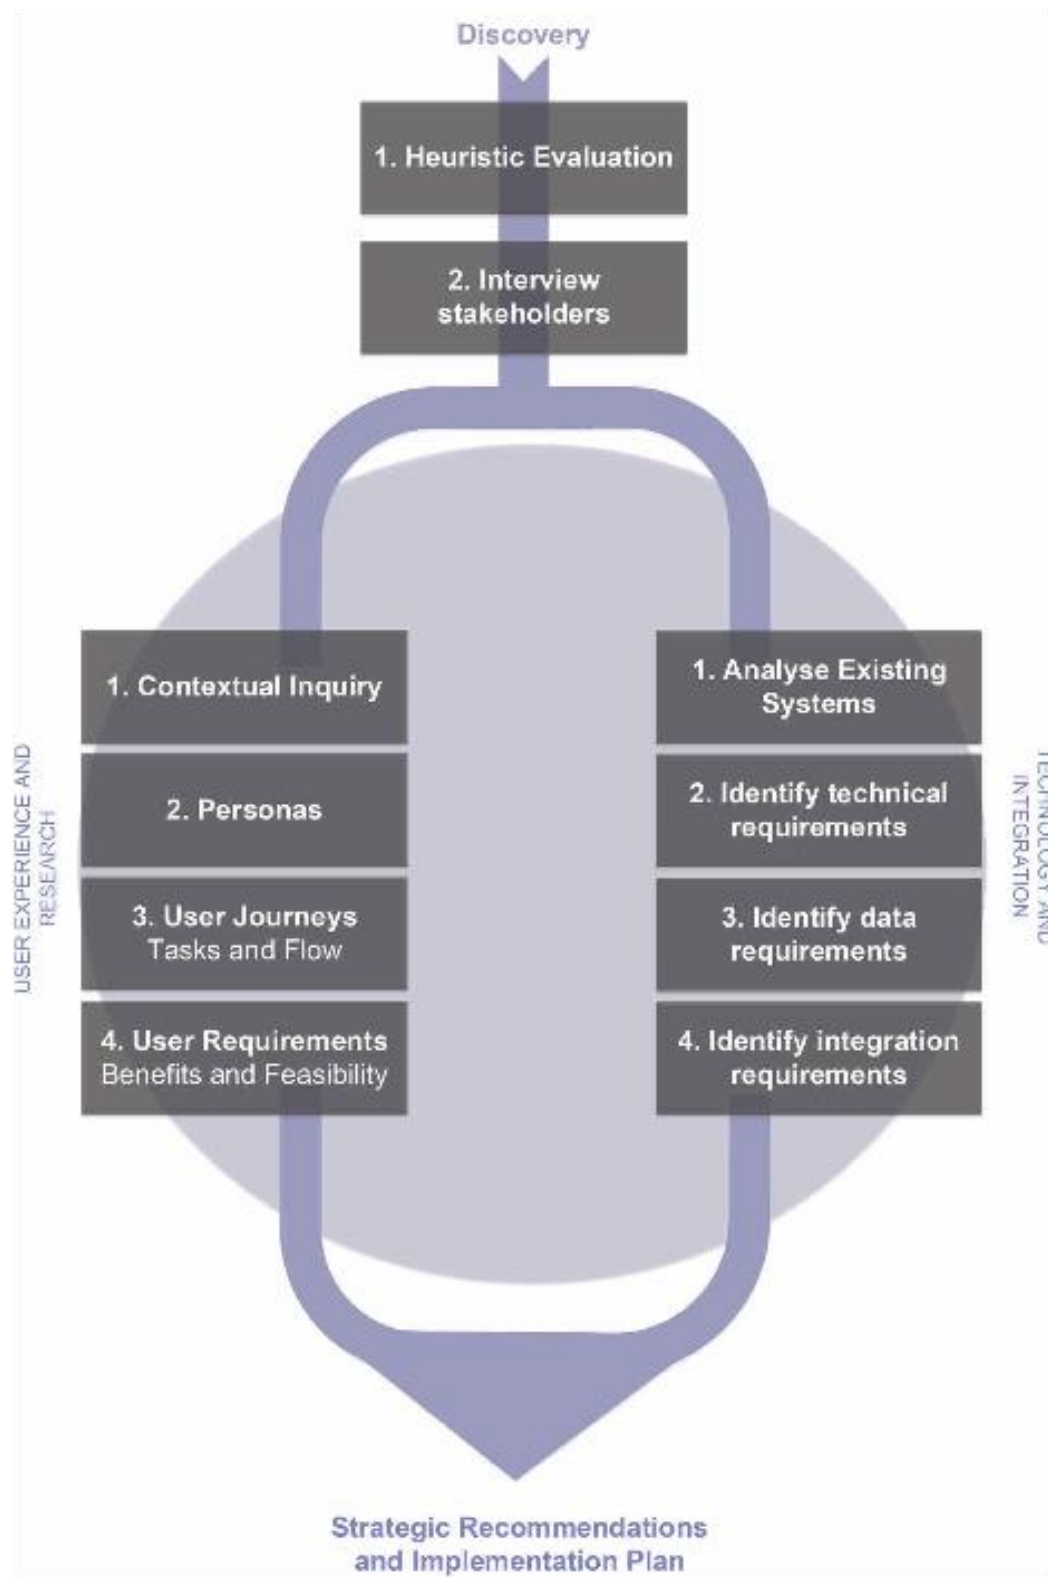 Discovery
1. Heuristic Evaluation
2. Interview
stakeholders
USER EXPERIENCE AND
RESEARCH
1. Contextual Inquiry
2. Personas
3. User Journeys
Tasks and Flow
4. User Requirements
Benefits and Feasibility
1. Analyse Existing
Systems
2. Identify technical
requirements
3. Identify data
requirements
4. Identify integration
requirements
TECHNOLOGY AND
INTEGRATION
Strategic Recommendations
and Implementation Plan